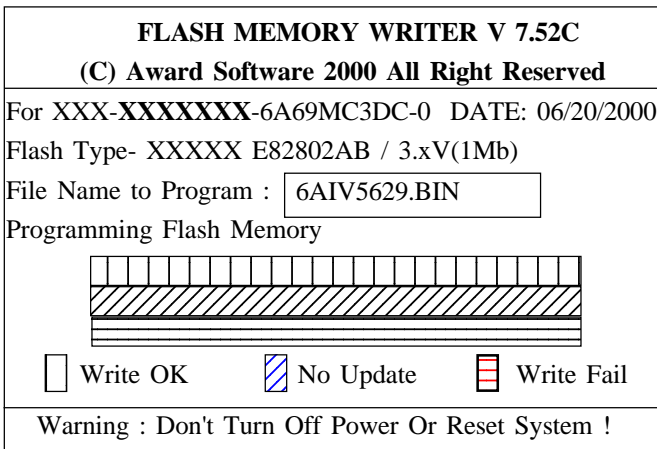 FLASH MEMORY WRITER V 7.52C
(C) Award Software 2000 All Right Reserved
For XXX-XXXXXXX-6A69MC3DC-0 DATE: 06/20/2000
Flash Type- XXXXX E82802AB / 3.xV(1Mb)
File Name to Program : 6AIV5629.BIN
Programming Flash Memory
Write OK No Update Write Fail
Warning : Don't Turn Off Power Or Reset System !